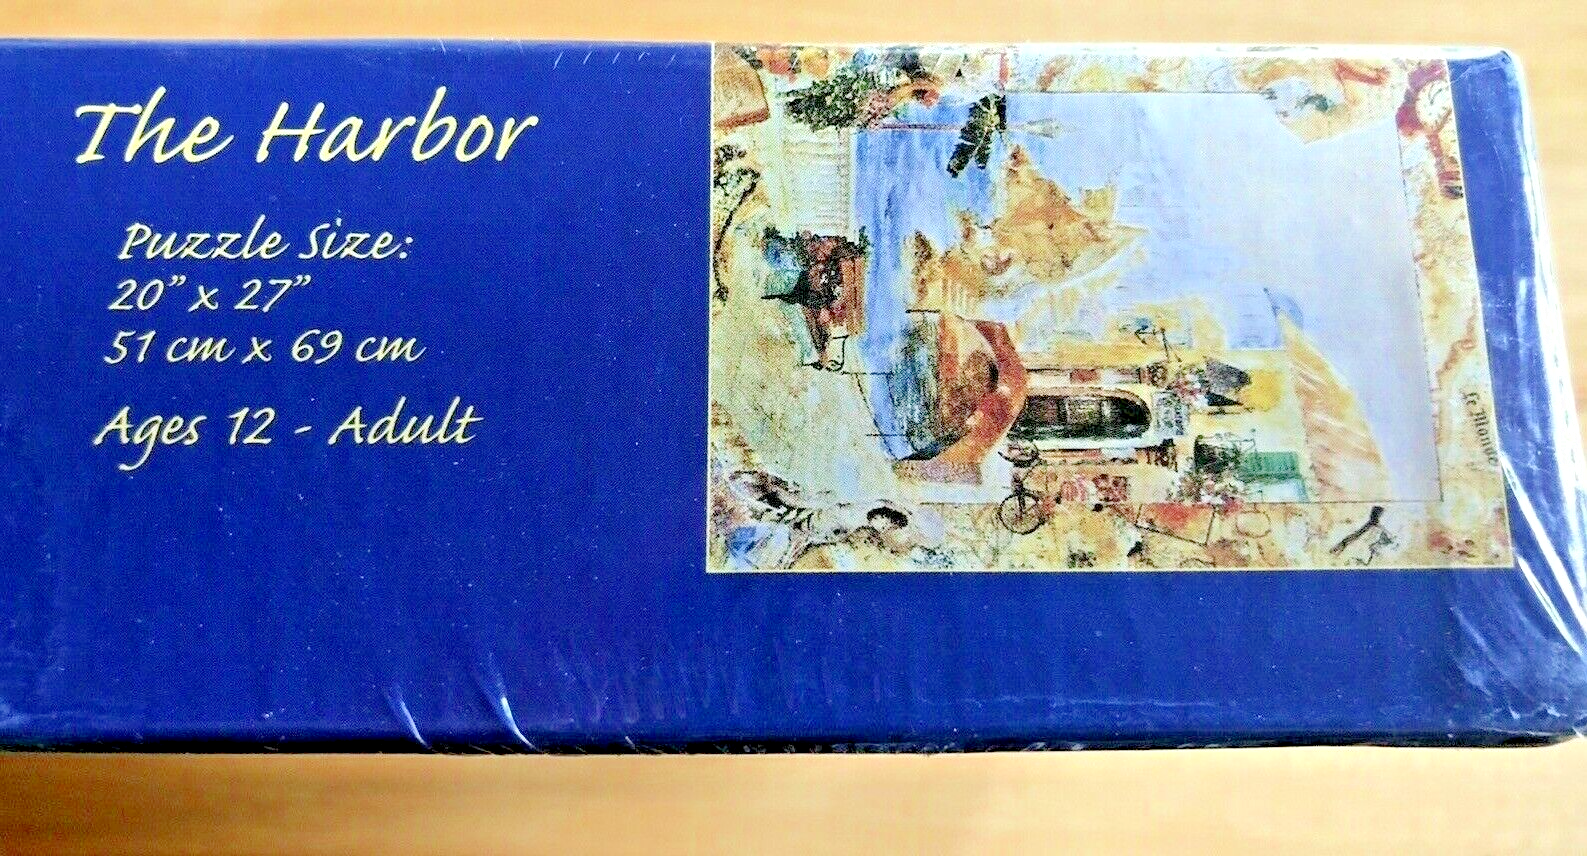 The Harbor
Puzzle Size:
20” x 27”
51 cm x 69 cm
Ages 12 - Adult